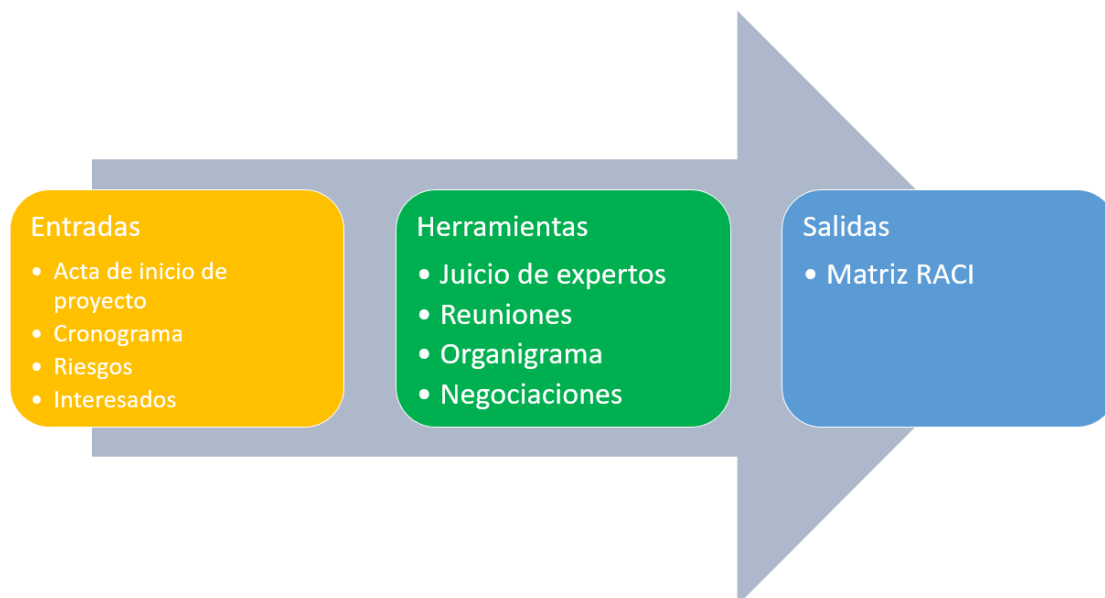 Entradas
• Acta de inicio de
proyecto
• Cronograma
• Riesgos
• Interesados
Herramientas
• Juicio de expertos
• Reuniones
• Organigrama
• Negociaciones
Salidas
• Matriz RACI